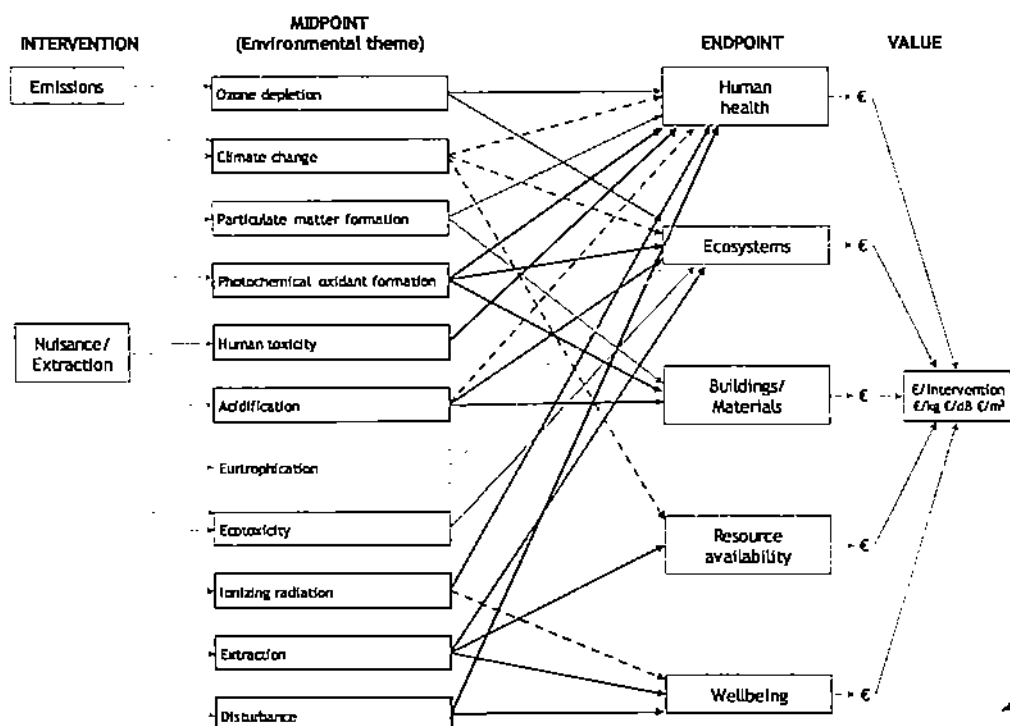 INTERVENTION
MIDPOINT
(Environmental theme)
ENDPOINT
VALUE
Emissions
Nuisance/
Extraction
Ozone depletion
Climate change
Particulate matter formation
Photochemical oxidant formation
Human toxicity
Acidification
Eurtrophication
Ecotoxicity
Ionizing radiation
Extraction
Disturbance
Human
health
Ecosystems
Buildings/
Materials
Resource
availability
Wellbeing
€
€
€
€
€
€/Intervention
€/kg €/dB €/m²